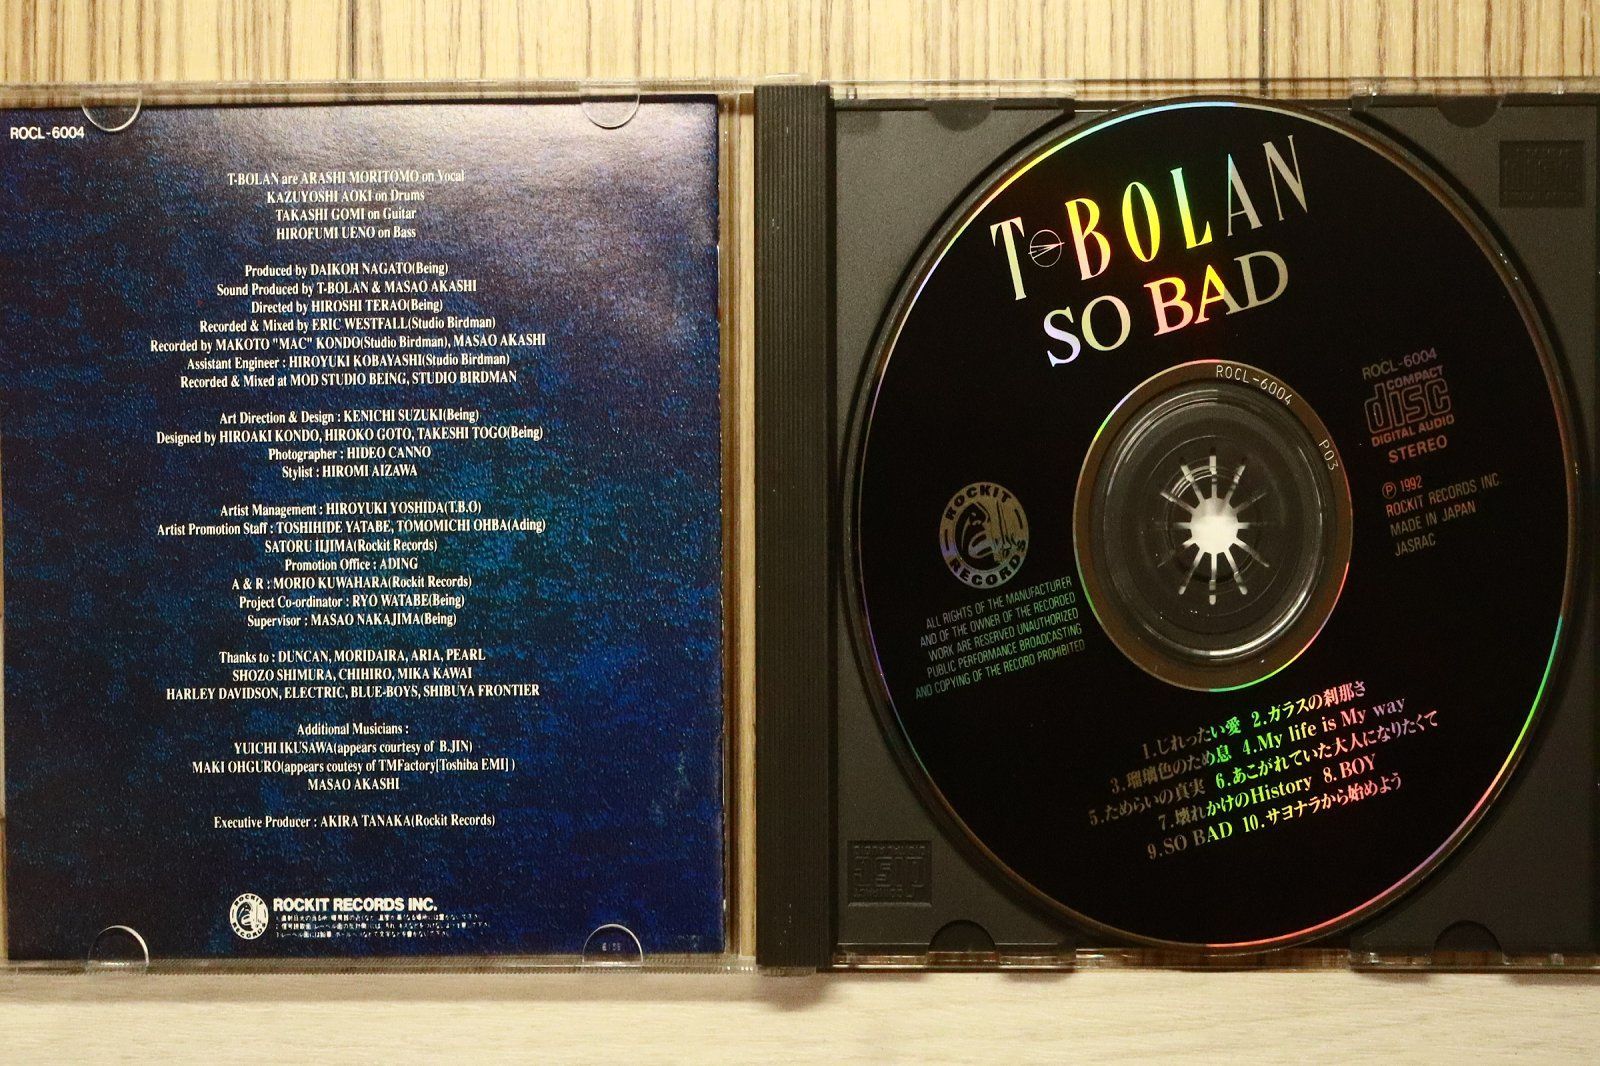 ROCL-6004
T-BOLAN are ARASHI MORITOMO on Vocal
KAZUYOSHI AOKI on Drums
TAKASHI GOMI on Guitar
HIROFUMI UENO on Bass
Produced by DAIKOH NAGATO(Being)
Sound Produced by T-BOLAN & MASAO AKASHI
Directed by HIROSHI TERAO(Being)
Recorded & Mixed by ERIC WESTFALL(Studio Birdman)
Recorded by MAKOTO "MAC" KONDO(Studio Birdman), MASAO AKASHI
Assistant Engineer : HIROYUKI KOBAYASHI(Studio Birdman)
Recorded & Mixed at MOD STUDIO BEING, STUDIO BIRDMAN
Art Direction & Design : KENICHI SUZUKI(Being)
Designed by HIROAKI KONDO, HIROKO GOTO, TAKESHI TOGO(Being)
Photographer : HIDEO CANNO
Stylist : HIROMI AIZAWA
Artist Management : HIROYUKI YOSHIDA(T.B.O)
Artist Promotion Staff : TOSHIHIDE YATABE, TOMOMICHI OHBA(Ading)
SATORU IIJIMA(Rockit Records)
Promotion Office : ADING
A & R : MORIO KUWAHARA(Rockit Records)
Project Co-ordinator : RYO WATABE(Being)
Supervisor : MASAO NAKAJIMA(Being)
Thanks to : DUNCAN, MORIDAIRA, ARIA, PEARL
SHOZO SHIMURA, CHIHIRO, MIKA KAWAI
HARLEY DAVIDSON, ELECTRIC, BLUE-BOYS, SHIBUYA FRONTIER
Additional Musicians :
YUICHI IKUSAWA(appears courtesy of B.JIN)
MAKI OHGURO(appears coutesy of TMFactory[Toshiba EMI] )
MASAO AKASHI
Executive Producer : AKIRA TANAKA(Rockit Records)
ROCKIT RECORDS
ROCKIT RECORDS INC.
T-BOLAN
SO BAD
ROCL-6004
P03
ROCL-6004
COMPACT
disc
DIGITAL AUDIO
STEREO
℗ 1992
ROCKIT RECORDS INC.
MADE IN JAPAN
JASRAC
ROCKIT RECORDS
ALL RIGHTS OF THE MANUFACTURER
AND OF THE OWNER OF THE RECORDED
WORK ARE RESERVED UNAUTHORIZED
PUBLIC PERFORMANCE BROADCASTING
AND COPYING OF THE RECORD PROHIBITED
1.じれったい愛 2.ガラスの刹那さ
3.瑠璃色のため息 4.My life is My way
5.ためらいの真実 6.あこがれていた大人になりたくて
7.壊れかけのHistory 8.BOY
9.SO BAD 10.サヨナラから始めよう